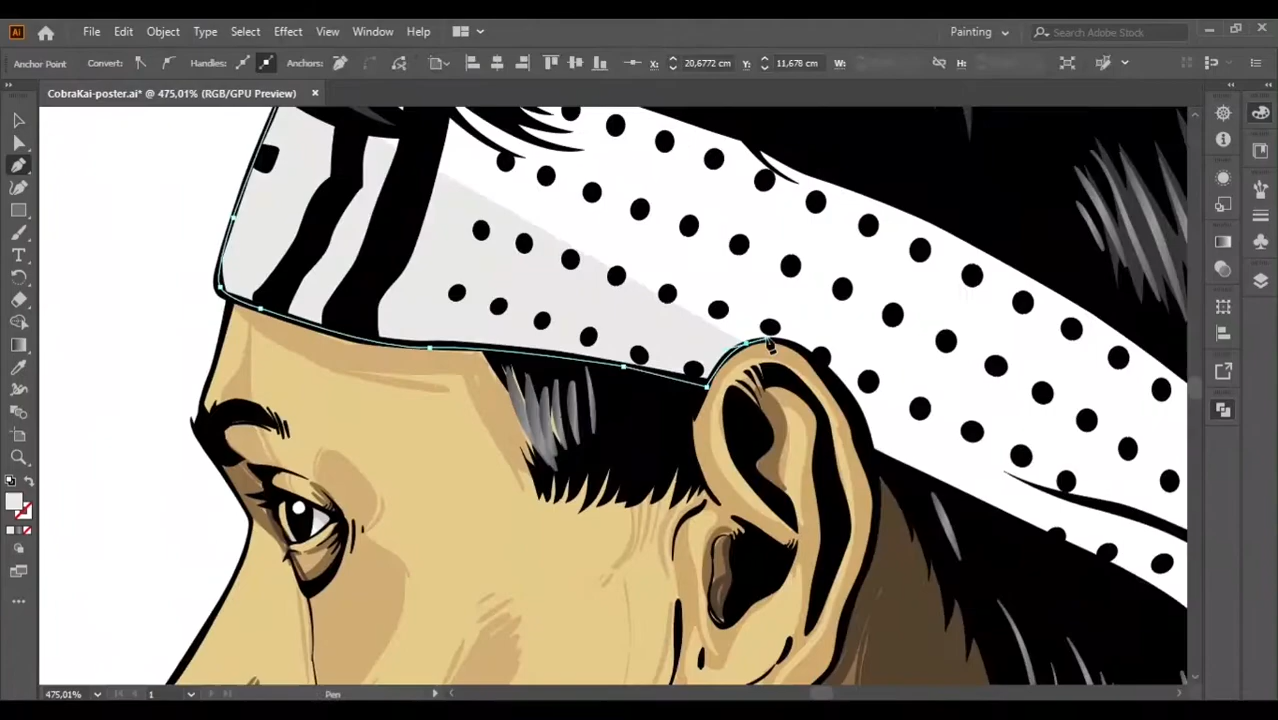 Ai File Edit Object Type Select Effect View Window Help Painting Search Adobe Stock
Anchor Point Convert: Handles: Anchors: X: 20,6772 cm Y: 11,678 cm W: H:
CobraKai-poster.ai* @ 475,01% (RGB/GPU Preview)
475,01% 1 Pen